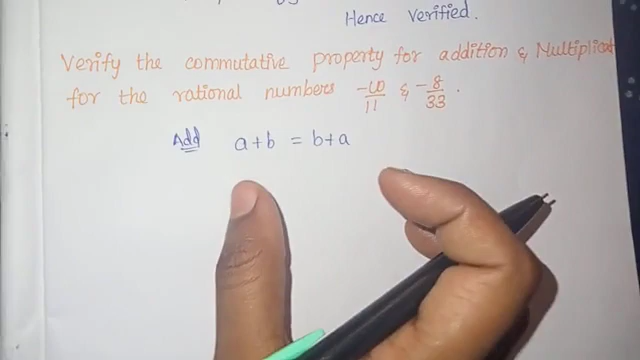 Hence Verified.
Verify the commutative property for addition & Multiplicat
for the rational numbers -10/11 & -8/33.
Add a+b = b+a